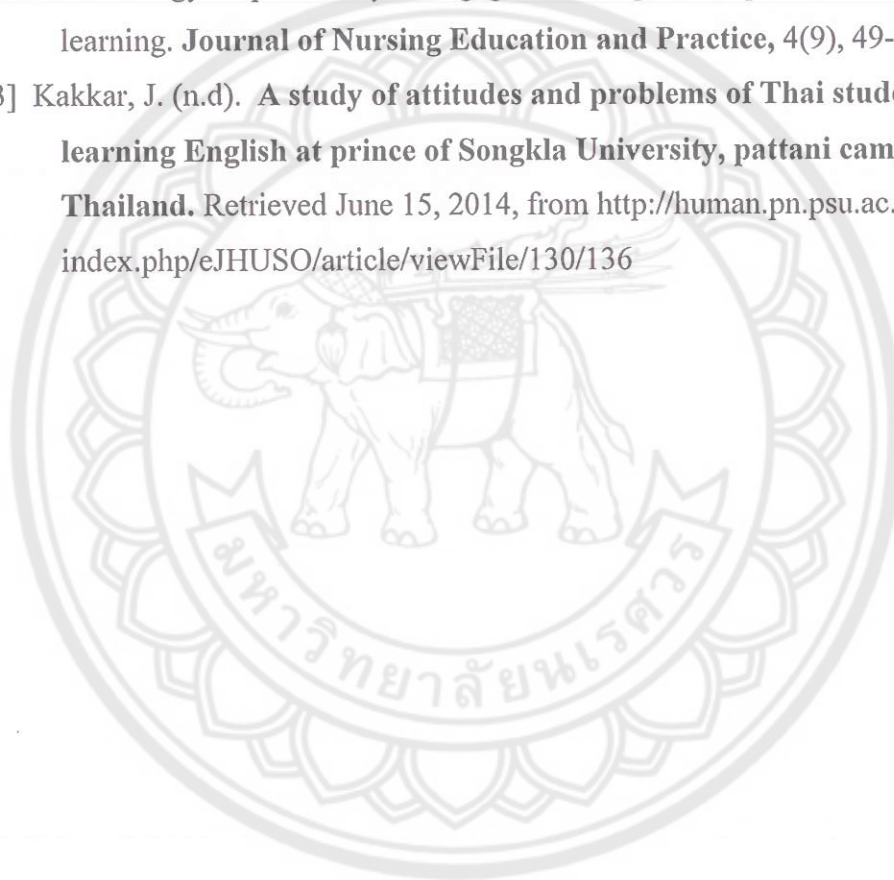 learning. Journal of Nursing Education and Practice, 4(9), 49-
3] Kakkar, J. (n.d). A study of attitudes and problems of Thai stude
learning English at prince of Songkla University, pattani cam
Thailand. Retrieved June 15, 2014, from http://human.pn.psu.ac.
index.php/eJHUSO/article/viewFile/130/136
มหาวิทยาลัยนเรศวร